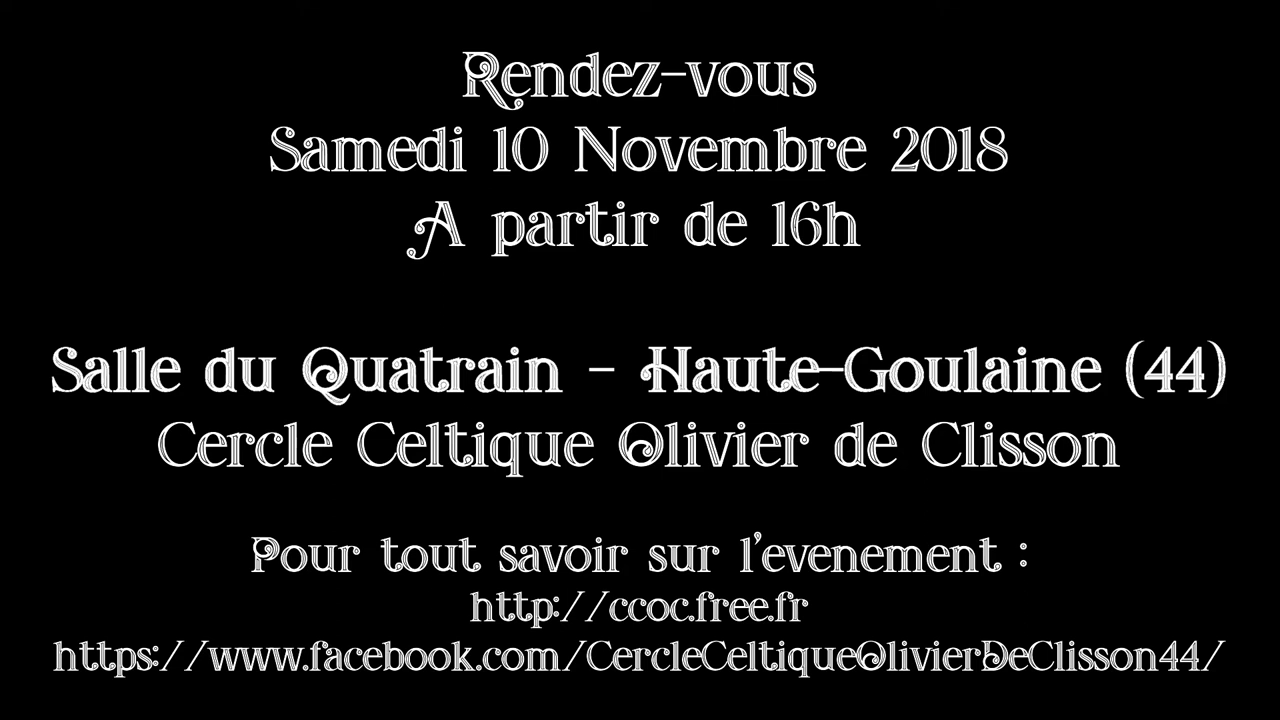 Rendez-vous
Samedi 10 Novembre 2018
A partir de 16h
Salle du Quatrain - Haute-Goulaine (44)
Cercle Celtique Olivier de Clisson
Pour tout savoir sur l'evenement :
http://ccoc.free.fr
https://www.facebook.com/CercleCeltiqueOlivierDeClisson44/